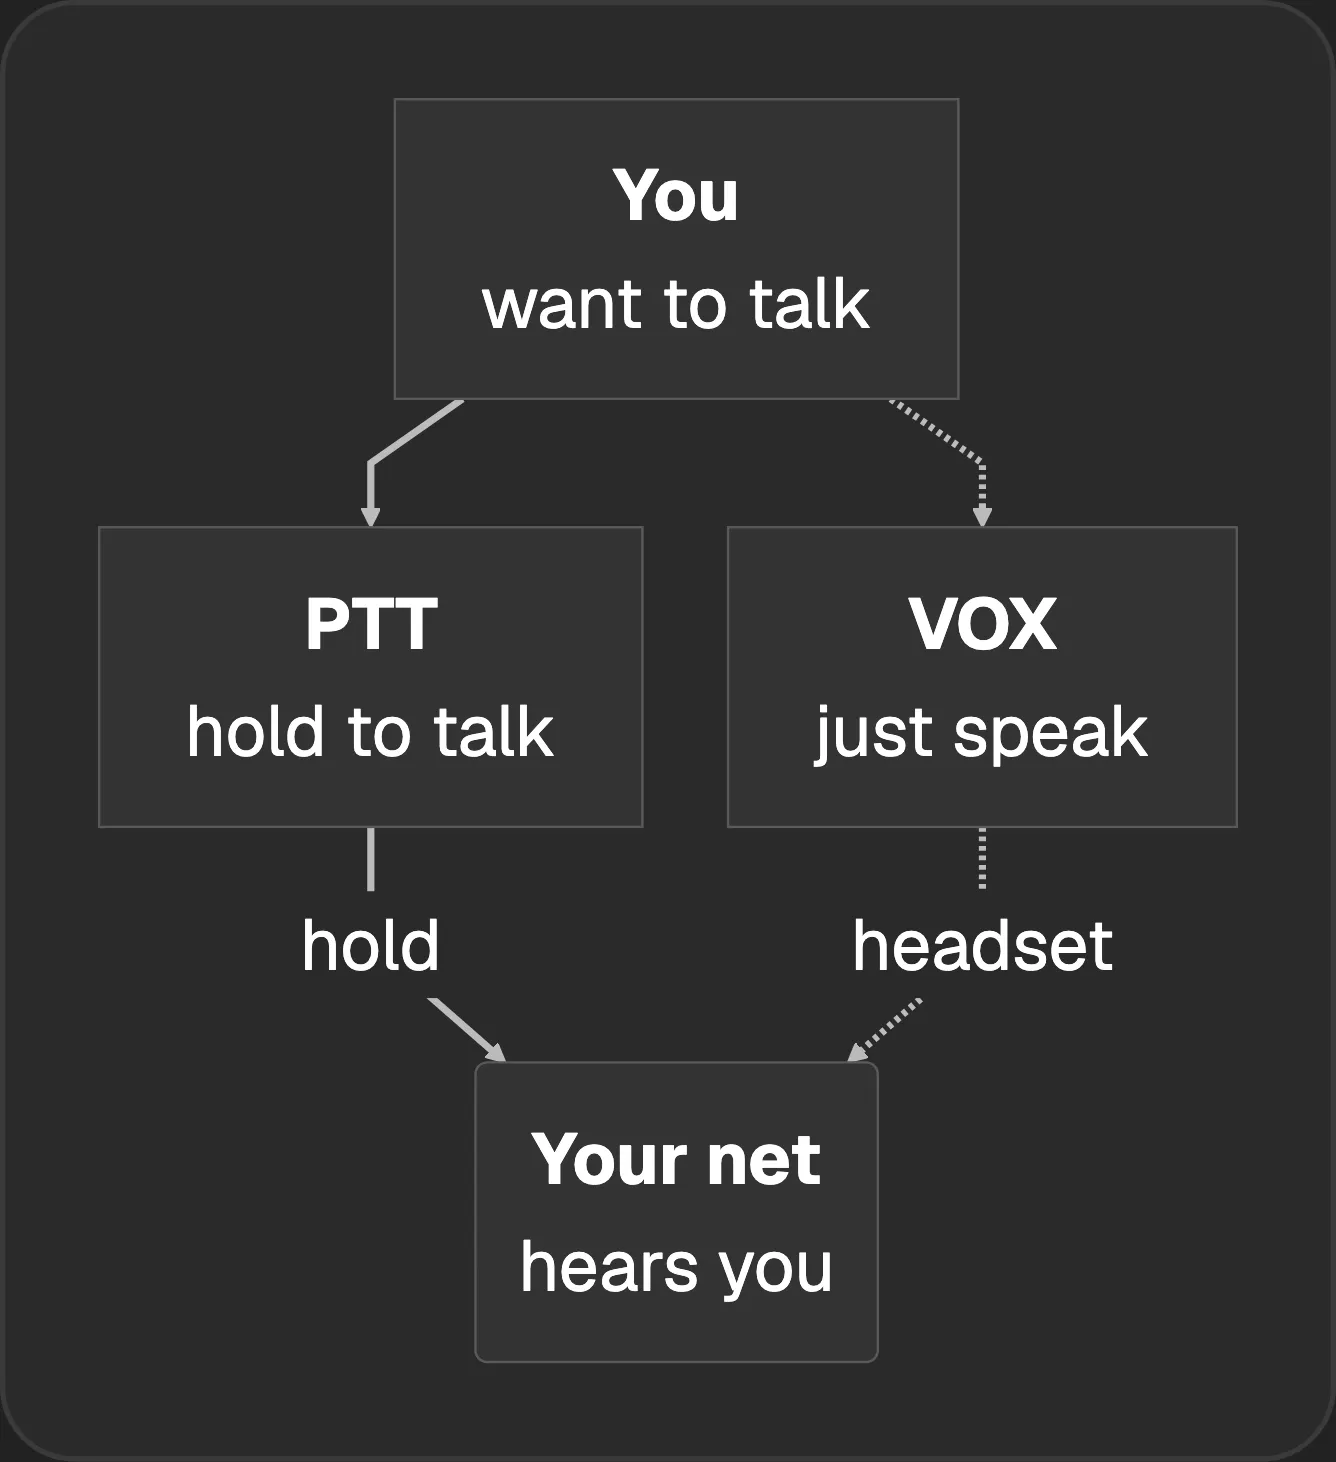 You
want to talk
PTT
hold to talk
VOX
just speak
hold
headset
Your net
hears you